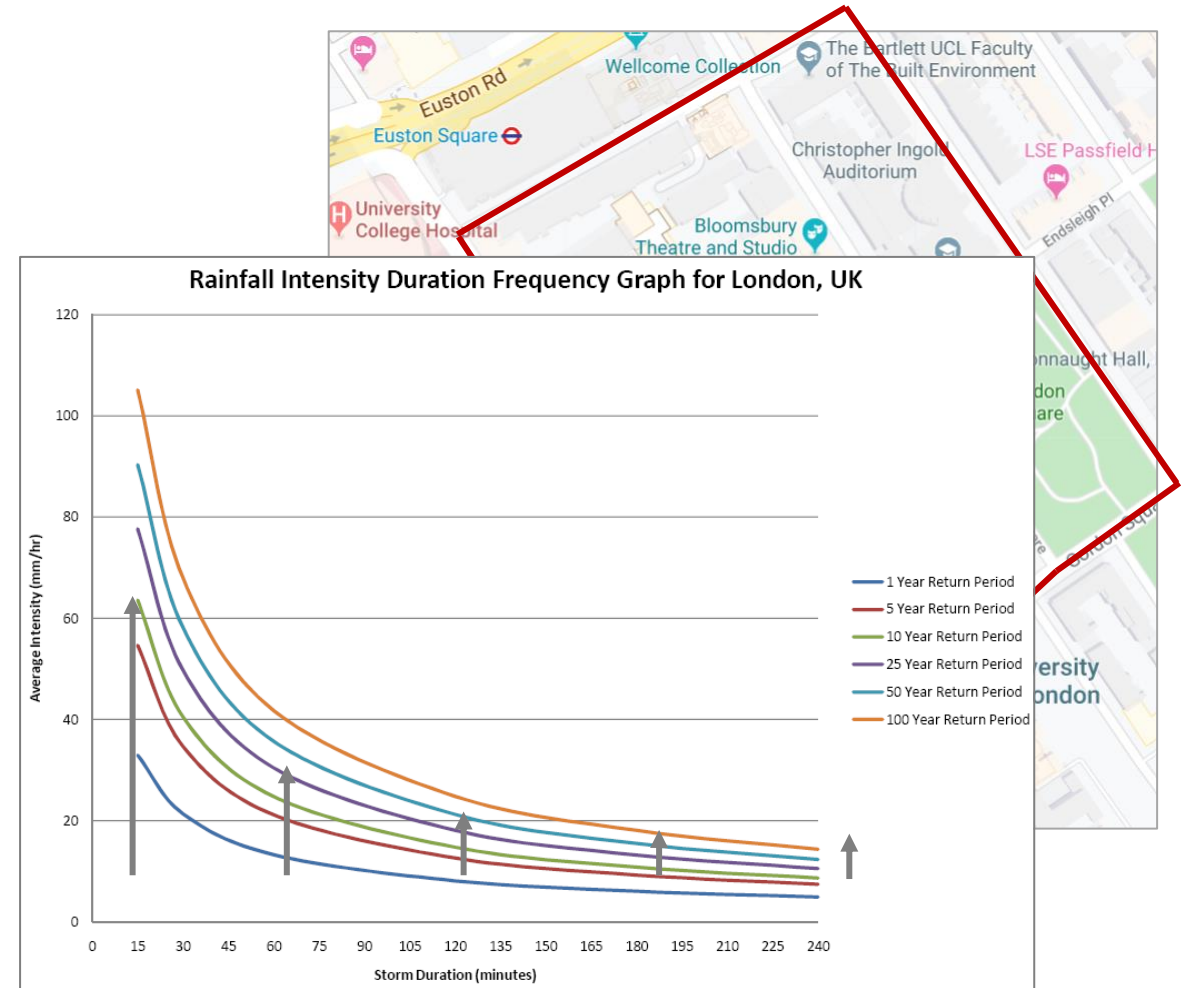 The Bartlett UCL Faculty
of The Built Environment
Wellcome Collection
Euston Rd
Euston Square
Christopher Ingold
Auditorium
LSE Passfield H
University
College Hospital
Endsleigh Pl
Bloomsbury
Theatre and Studio
Rainfall Intensity Duration Frequency Graph for London, UK
120
100
80
60
40
20
0
Average Intensity (mm/hr)
0 15 30 45 60 75 90 105 120 135 150 165 180 195 210 225 240
Storm Duration (minutes)
1 Year Return Period
5 Year Return Period
10 Year Return Period
25 Year Return Period
50 Year Return Period
100 Year Return Period
onnaught Hall,
don
are
Gordon Squa
re
ersity
ondon